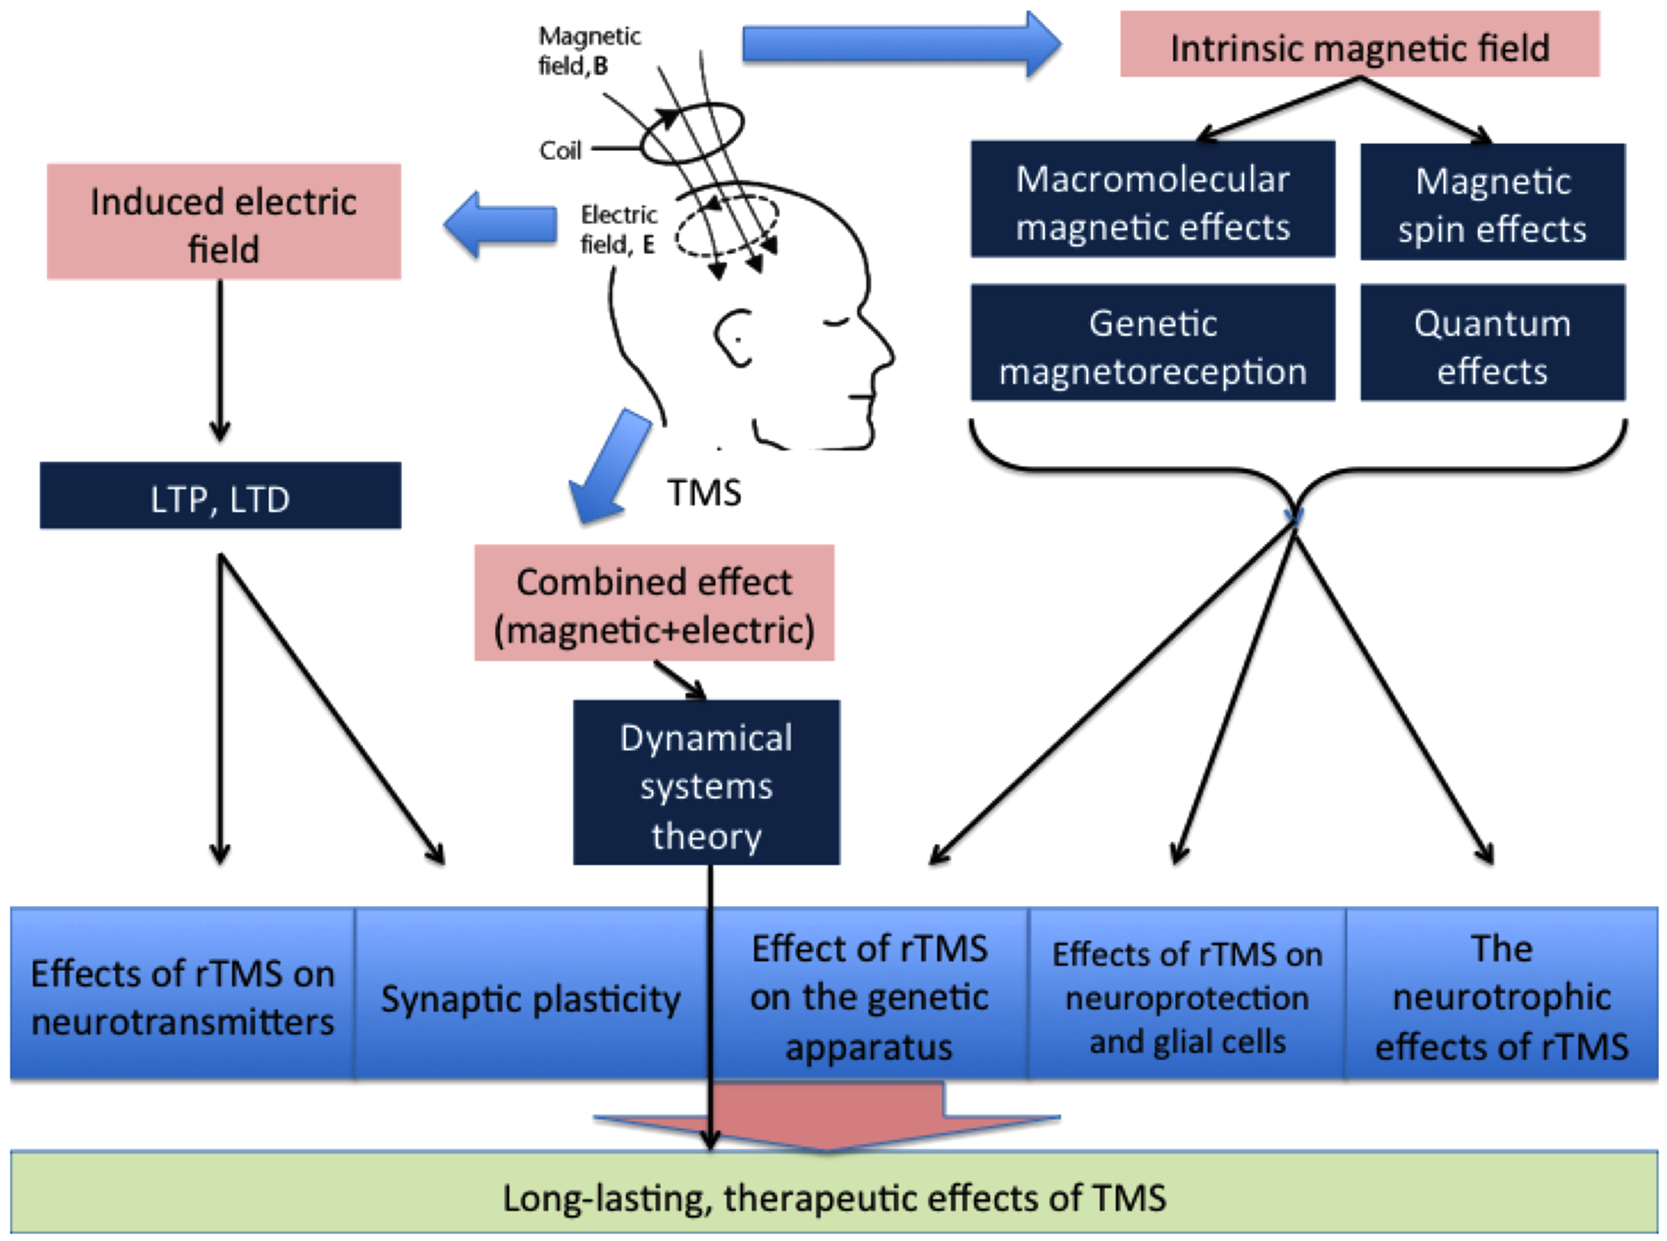 Magnetic
field, B
Coil
Electric
field, E
TMS
Intrinsic magnetic field
Macromolecular
magnetic effects
Magnetic
spin effects
Genetic
magnetoreception
Quantum
effects
Induced electric
field
LTP, LTD
Combined effect
(magnetic+electric)
Dynamical
systems
theory
Effects of rTMS on
neurotransmitters
Synaptic plasticity
Effect of rTMS
on the genetic
apparatus
Effects of rTMS on
neuroprotection
and glial cells
The
neurotrophic
effects of rTMS
Long-lasting, therapeutic effects of TMS